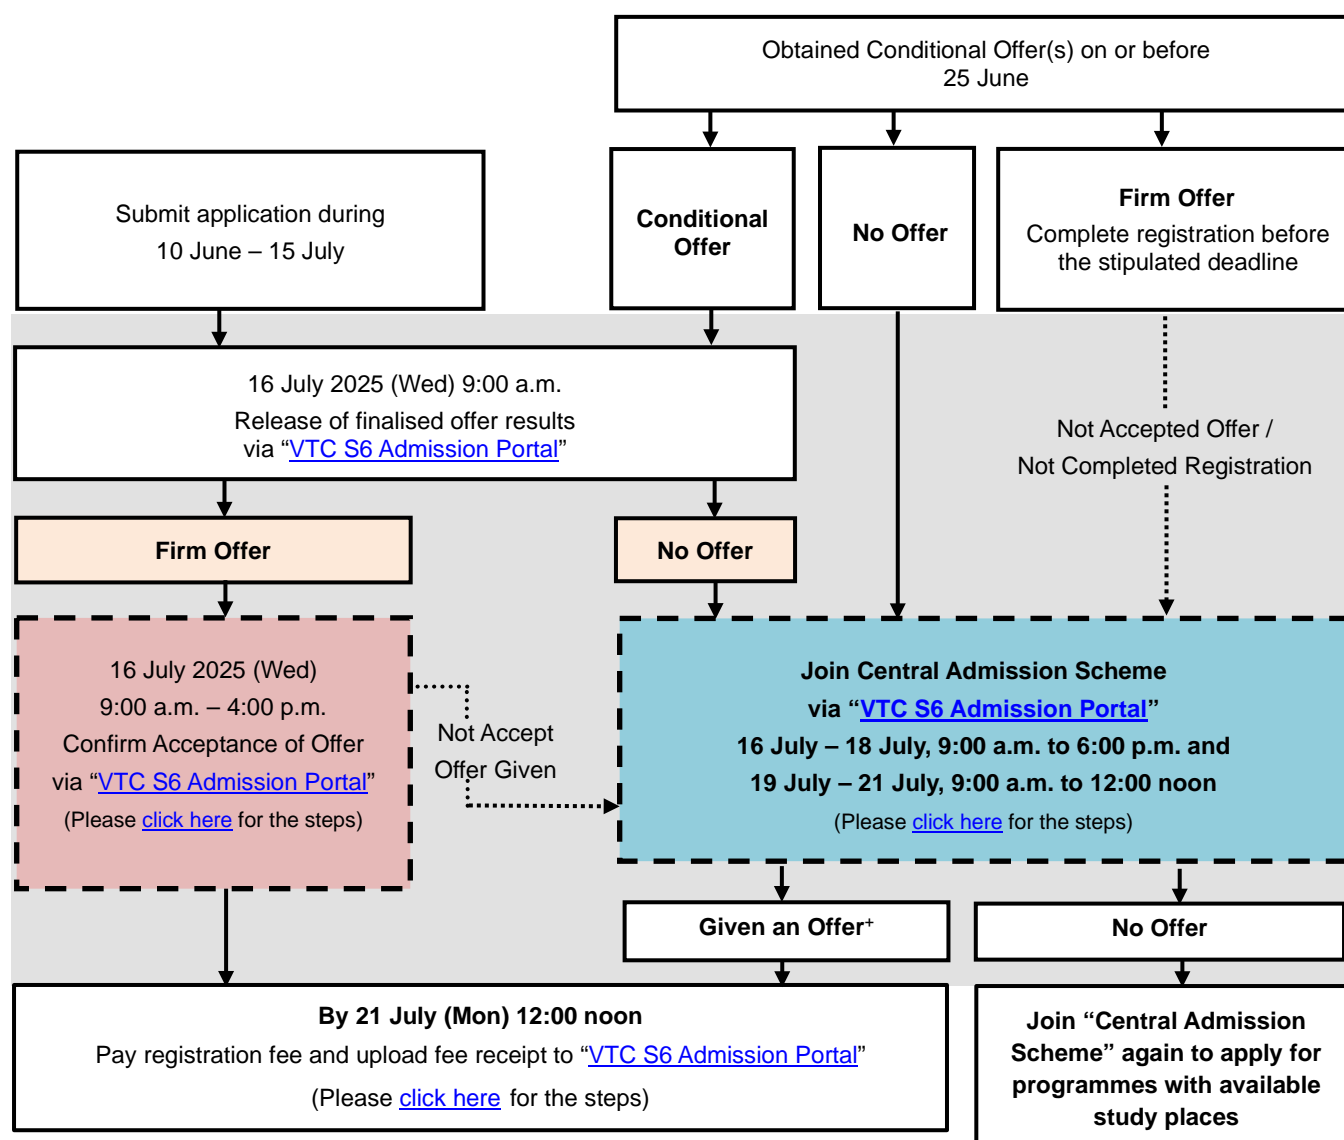 Obtained Conditional Offer(s) on or before
25 June
Submit application during
10 June – 15 July
Conditional
Offer
No Offer
Firm Offer
Complete registration before
the stipulated deadline
16 July 2025 (Wed) 9:00 a.m.
Release of finalised offer results
via “VTC S6 Admission Portal”
Not Accepted Offer /
Not Completed Registration
Firm Offer
No Offer
16 July 2025 (Wed)
9:00 a.m. – 4:00 p.m.
Confirm Acceptance of Offer
via “VTC S6 Admission Portal”
(Please click here for the steps)
Not Accept
Offer Given
Join Central Admission Scheme
via “VTC S6 Admission Portal”
16 July – 18 July, 9:00 a.m. to 6:00 p.m. and
19 July – 21 July, 9:00 a.m. to 12:00 noon
(Please click here for the steps)
Given an Offer+
No Offer
By 21 July (Mon) 12:00 noon
Pay registration fee and upload fee receipt to “VTC S6 Admission Portal”
(Please click here for the steps)
Join “Central Admission
Scheme” again to apply for
programmes with available
study places